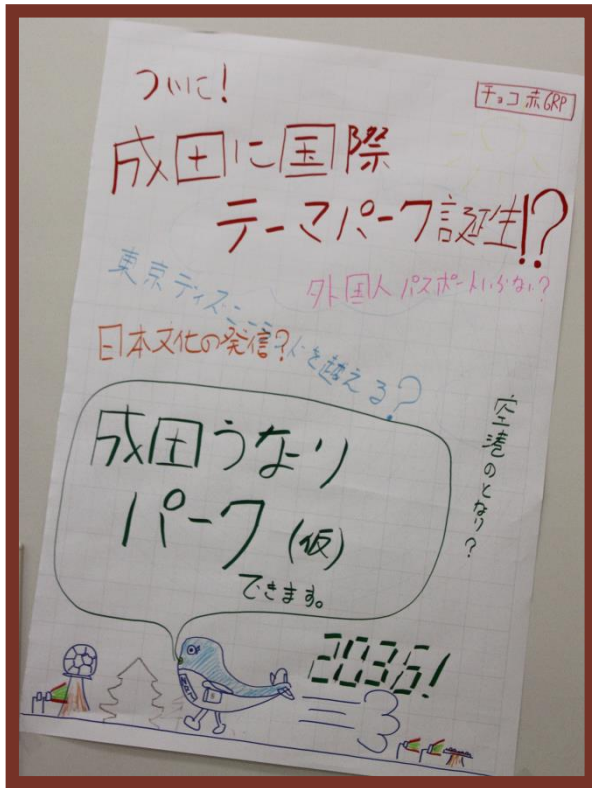 ついに!
チョコ赤GRP
成田に国際
テーマパーク誕生!?
外国人パスポートいらない?
東京ディズニーランドを越える?
日本文化の発信?
空港のとなり?
成田うなり
パーク(仮)
できます。
2035!